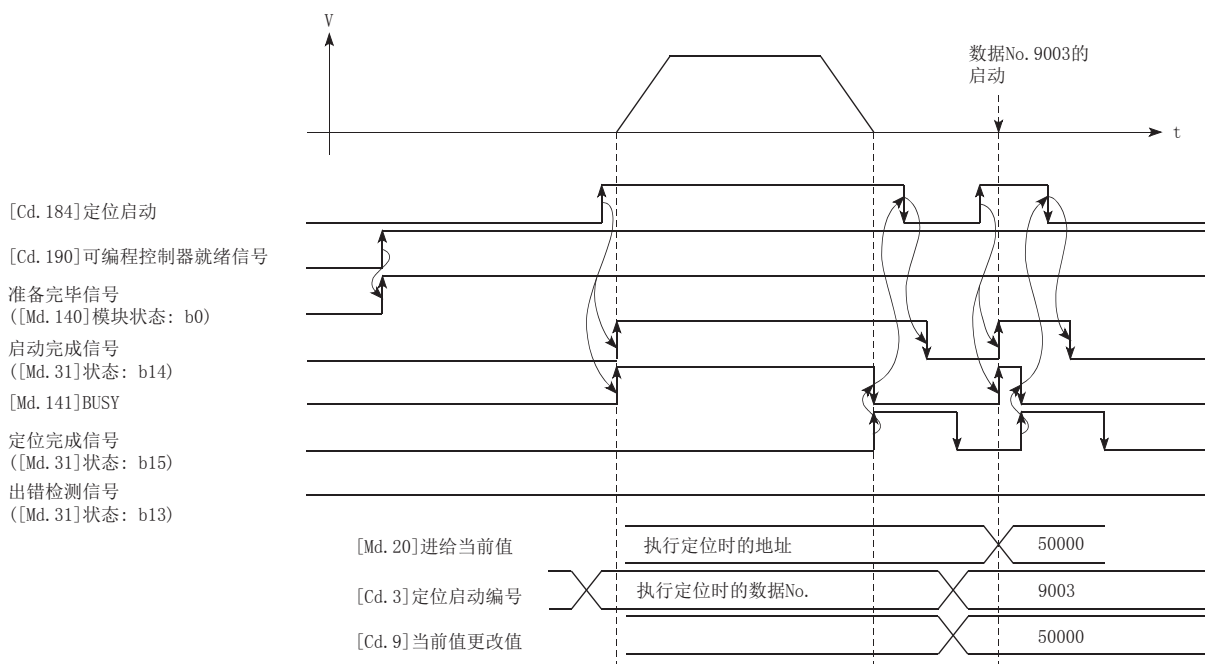 V
数据No.9003的
启动
t
[Cd.184]定位启动
[Cd.190]可编程控制器就绪信号
准备完毕信号
([Md.140]模块状态: b0)
启动完成信号
([Md.31]状态: b14)
[Md.141]BUSY
定位完成信号
([Md.31]状态: b15)
出错检测信号
([Md.31]状态: b13)
[Md.20]进给当前值 执行定位时的地址 50000
[Cd.3]定位启动编号 执行定位时的数据No. 9003
[Cd.9]当前值更改值 50000